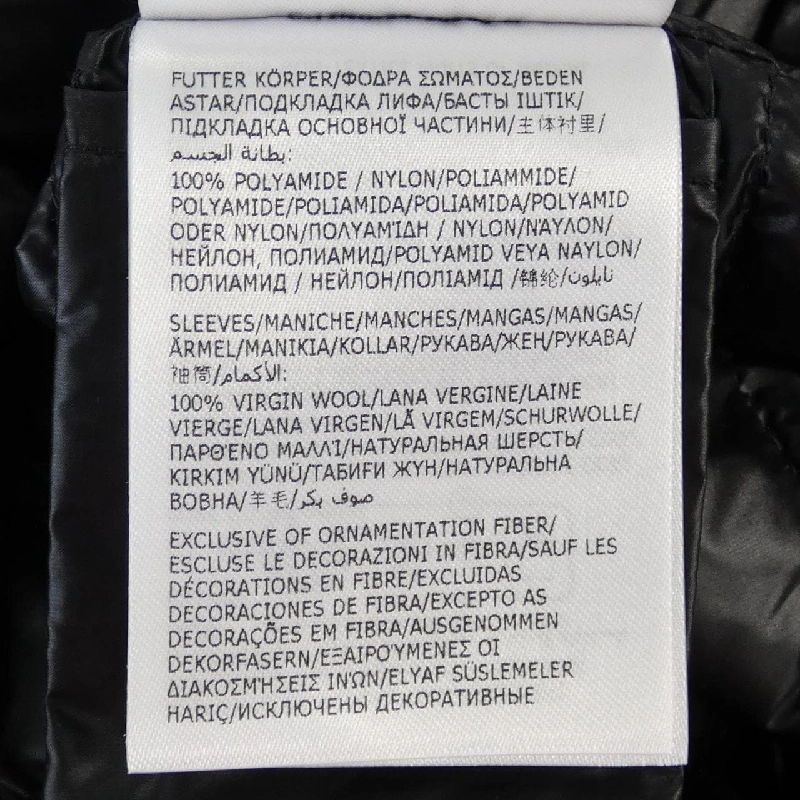 FUTTER KÖRPER/ΦΟΔΡΑ ΣΩΜΑΤΟΣ/BEDEN
ASTAR/ПОДКЛАДКА ЛИФА/БАСТЫ ІШТІК/
ПІДКЛАДКА ОСНОВНОЇ ЧАСТИНИ/主体衬里/
بطانة الجسم:
100% POLYAMIDE / NYLON/POLIAMMIDE/
POLYAMIDE/POLIAMIDA/POLIAMIDA/POLYAMID
ODER NYLON/ΠΟΛΥΑΜΊΔΗ / NYLON/ΝΆΥΛΟΝ/
НЕЙЛОН, ПОЛИАМИД/POLYAMID VEYA NAYLON/
ПОЛИАМИД / НЕЙЛОН/ПОЛІАМІД /锦纶/نايلون
SLEEVES/MANICHE/MANCHES/MANGAS/MANGAS/
ÄRMEL/MANIKIA/KOLLAR/РУКАВА/ЖЕҢ/РУКАВА/
袖筒/الأكمام:
100% VIRGIN WOOL/LANA VERGINE/LAINE
VIERGE/LANA VIRGEN/LÃ VIRGEM/SCHURWOLLE/
ΠΑΡΘΈΝΟ ΜΑΛΛΊ/НАТУРАЛЬНАЯ ШЕРСТЬ/
KIRKIM YÜNÜ/ТАБИҒИ ЖҮН/НАТУРАЛЬНА
ВОВНА/羊毛/صوف بكر
EXCLUSIVE OF ORNAMENTATION FIBER/
ESCLUSE LE DECORAZIONI IN FIBRA/SAUF LES
DÉCORATIONS EN FIBRE/EXCLUIDAS
DECORACIONES DE FIBRA/EXCEPTO AS
DECORAÇÕES EM FIBRA/AUSGENOMMEN
DEKORFASERN/ΕΞΑΙΡΟΎΜΕΝΕΣ ΟΙ
ΔΙΑΚΟΣΜΉΣΕΙΣ ΙΝΏΝ/ELYAF SÜSLEMELER
HARIÇ/ИСКЛЮЧЕНЫ ДЕКОРАТИВНЫЕ